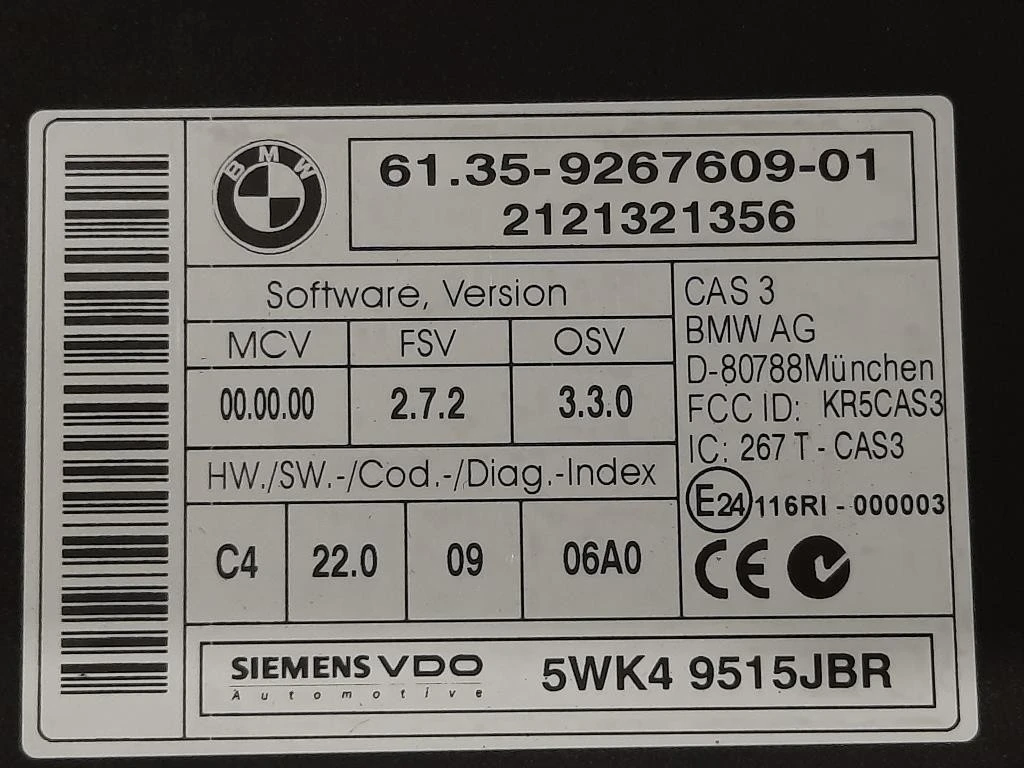 BMW
61.35-9267609-01
2121321356
Software, Version
MCV FSV OSV
00.00.00 2.7.2 3.3.0
HW./SW.-/Cod.-/Diag.-Index
C4 22.0 09 06A0
CAS 3
BMW AG
D-80788München
FCC ID: KR5CAS3
IC: 267 T - CAS3
E24 116RI - 000003
CE
SIEMENS VDO
Automotive
5WK4 9515JBR